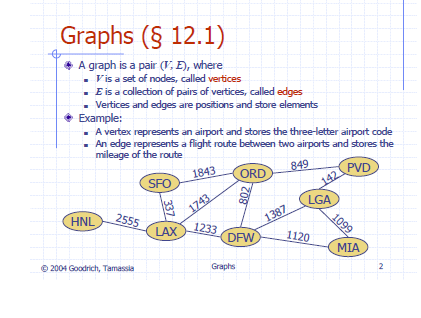 Graphs (§ 12.1)
A graph is a pair (V, E), where
V is a set of nodes, called vertices
E is a collection of pairs of vertices, called edges
Vertices and edges are positions and store elements
Example:
A vertex represents an airport and stores the three-letter airport code
An edge represents a flight route between two airports and stores the
mileage of the route
SFO
1843
ORD
849
PVD
142
LGA
802
1743
337
HNL
2555
LAX
1233
DFW
1387
1120
1099
MIA
© 2004 Goodrich, Tamassia
Graphs
2